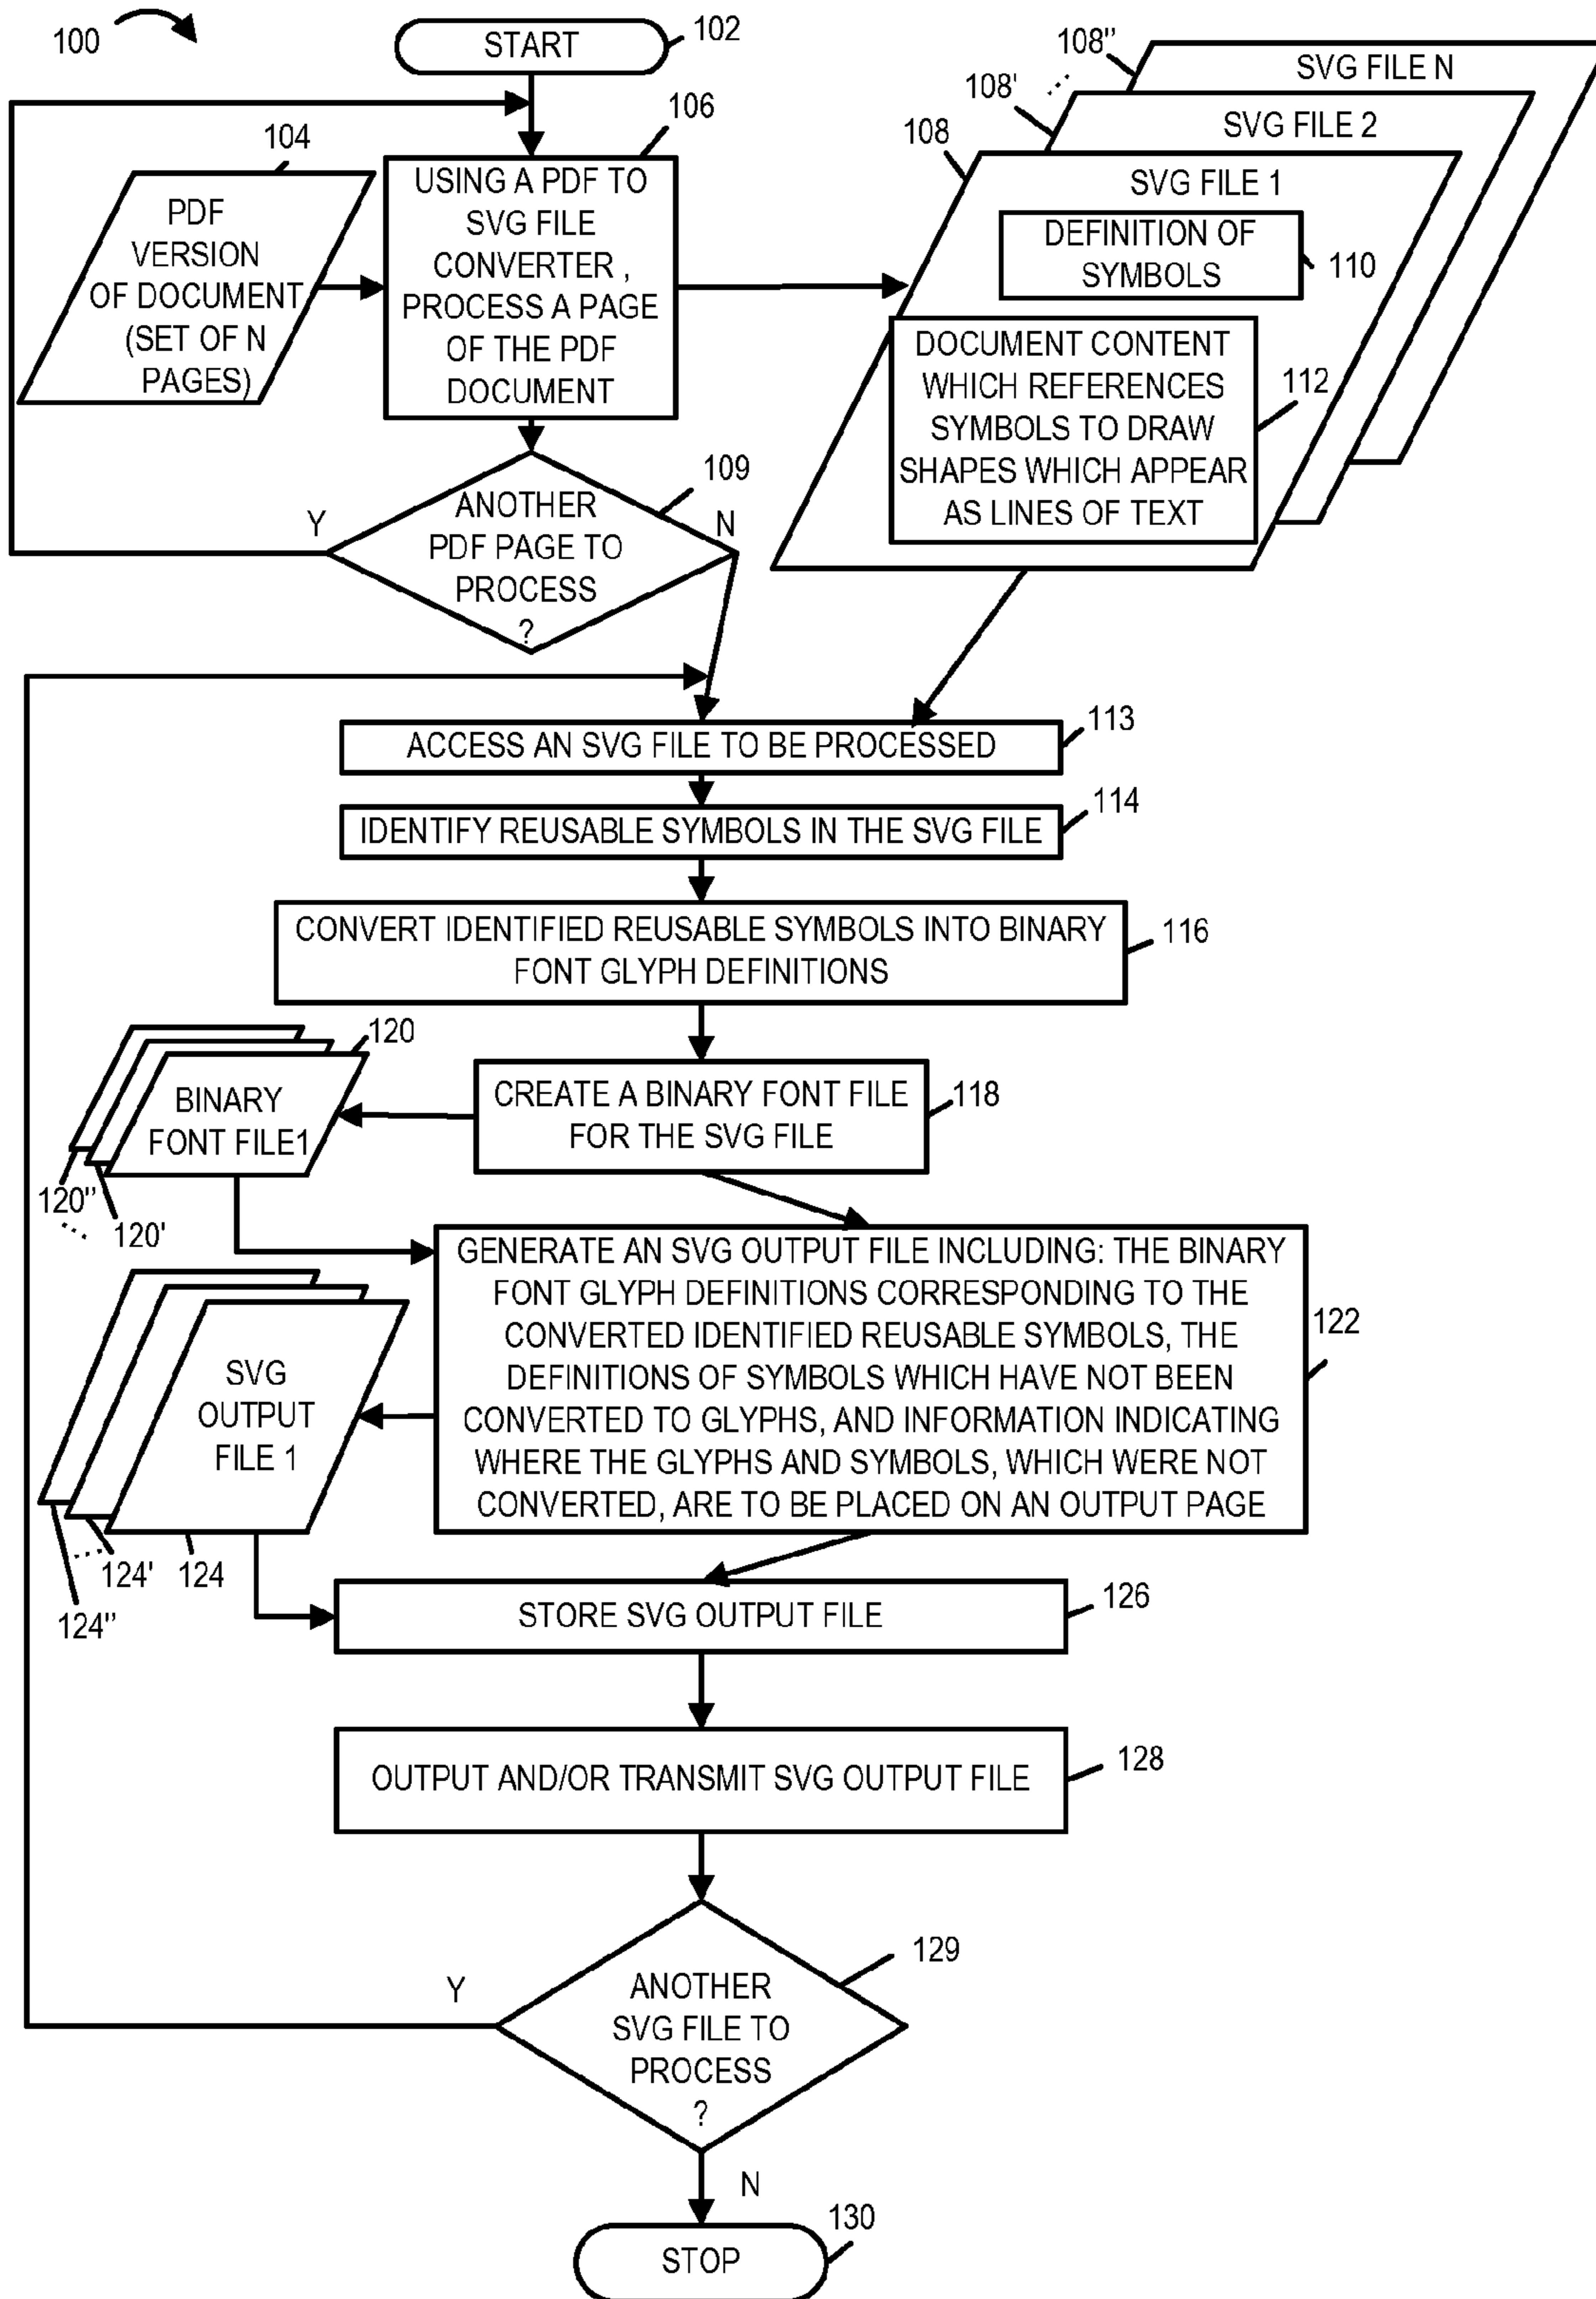 100
START
102
104
PDF
VERSION
OF DOCUMENT
(SET OF N
PAGES)
106
USING A PDF TO
SVG FILE
CONVERTER ,
PROCESS A PAGE
OF THE PDF
DOCUMENT
108"
SVG FILE N
108'
SVG FILE 2
108
SVG FILE 1
DEFINITION OF
SYMBOLS
110
DOCUMENT CONTENT
WHICH REFERENCES
SYMBOLS TO DRAW
SHAPES WHICH APPEAR
AS LINES OF TEXT
112
109
ANOTHER
PDF PAGE TO
PROCESS
?
Y
N
ACCESS AN SVG FILE TO BE PROCESSED
113
IDENTIFY REUSABLE SYMBOLS IN THE SVG FILE
114
CONVERT IDENTIFIED REUSABLE SYMBOLS INTO BINARY
FONT GLYPH DEFINITIONS
116
120
BINARY
FONT FILE1
120"
120'
CREATE A BINARY FONT FILE
FOR THE SVG FILE
118
GENERATE AN SVG OUTPUT FILE INCLUDING: THE BINARY
FONT GLYPH DEFINITIONS CORRESPONDING TO THE
CONVERTED IDENTIFIED REUSABLE SYMBOLS, THE
DEFINITIONS OF SYMBOLS WHICH HAVE NOT BEEN
CONVERTED TO GLYPHS, AND INFORMATION INDICATING
WHERE THE GLYPHS AND SYMBOLS, WHICH WERE NOT
CONVERTED, ARE TO BE PLACED ON AN OUTPUT PAGE
122
SVG
OUTPUT
FILE 1
124'
124
124"
STORE SVG OUTPUT FILE
126
OUTPUT AND/OR TRANSMIT SVG OUTPUT FILE
128
129
Y
ANOTHER
SVG FILE TO
PROCESS
?
N
STOP
130